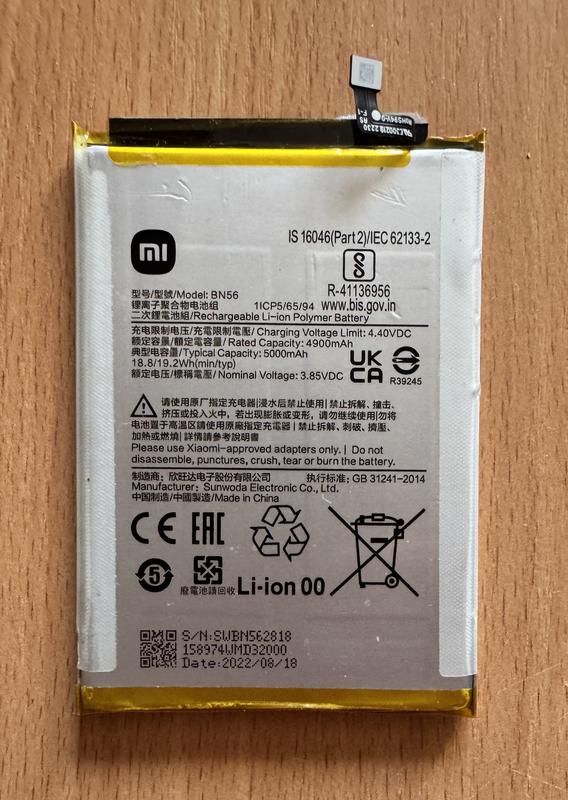 E300218 2230
RoHS94V-0
RS
F-1
mi
IS 16046(Part 2)/IEC 62133-2
R-41136956
www.bis.gov.in
型号/型號/Model: BN56
锂离子聚合物电池组 1ICP5/65/94
二次鋰電池組/Rechargeable Li-ion Polymer Battery
充电限制电压/充電限制電壓/ Charging Voltage Limit: 4.40VDC
额定容量/額定電容量/ Rated Capacity: 4900mAh
典型容量/Typical Capacity: 5000mAh
18.8/19.2Wh(min/typ)
标称电压/標稱電壓/ Nominal Voltage: 3.85VDC
UK
CA
R39245
请使用原厂指定充电器|浸水后禁止使用|禁止拆解、撞击、
挤压或投入火中，若出现膨胀或变形，请勿继续使用|勿将
电池置于高温區請使用原廠指定充電器|禁止拆解、刺破、擠壓、
加熱或燃燒| 詳情請參考說明書
Please use Xiaomi-approved adapters only. | Do not
disassemble, punctures, crush, tear or burn the battery.
制造商：欣旺达电子股份有限公司 执行标准: GB 31241-2014
Manufacturer: Sunwoda Electronic Co., Ltd.
中国制造/中國製造/Made in China
CE EAC
5
廢電池請回收
Li-ion 00
S/N:SWBN562818
158974WMD32000
Date:2022/08/18